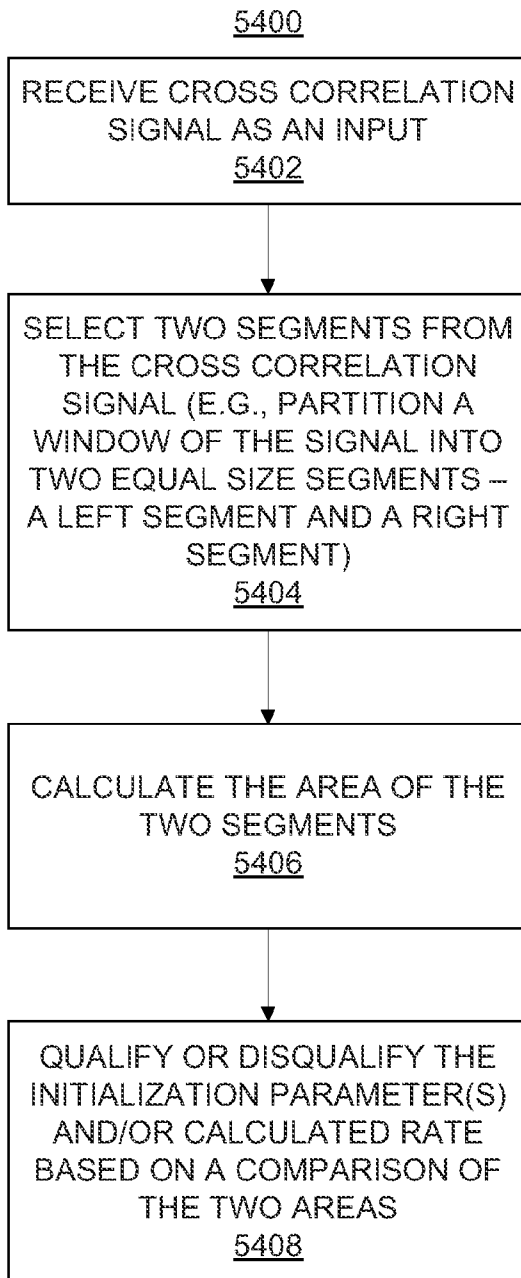 5400
RECEIVE CROSS CORRELATION
SIGNAL AS AN INPUT
5402
SELECT TWO SEGMENTS FROM
THE CROSS CORRELATION
SIGNAL (E.G., PARTITION A
WINDOW OF THE SIGNAL INTO
TWO EQUAL SIZE SEGMENTS –
A LEFT SEGMENT AND A RIGHT
SEGMENT)
5404
CALCULATE THE AREA OF THE
TWO SEGMENTS
5406
QUALIFY OR DISQUALIFY THE
INITIALIZATION PARAMETER(S)
AND/OR CALCULATED RATE
BASED ON A COMPARISON OF
THE TWO AREAS
5408